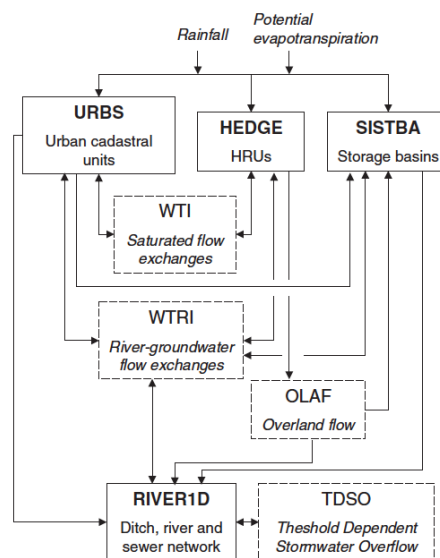 Rainfall
Potential
evapotranspiration
URBS
Urban cadastral
units
HEDGE
HRUs
SISTBA
Storage basins
WTI
Saturated flow
exchanges
WTRI
River-groundwater
flow exchanges
OLAF
Overland flow
RIVER1D
Ditch, river and
sewer network
TDSO
Theshold Dependent
Stormwater Overflow